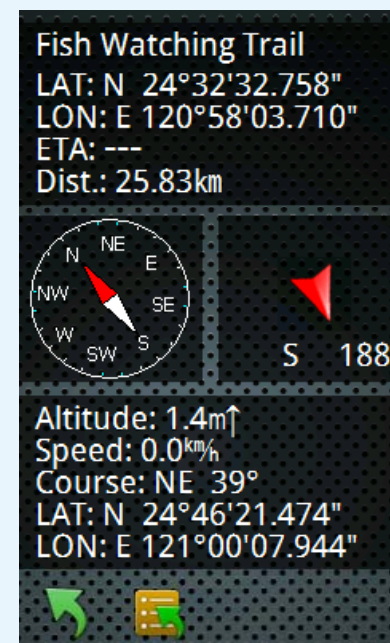 Fish Watching Trail
LAT: N  24°32'32.758"
LON: E 120°58'03.710"
ETA: ---
Dist.: 25.83km
N
NE
E
SE
S
SW
W
NW
S 188
Altitude: 1.4m↑
Speed: 0.0km/h
Course: NE  39°
LAT: N  24°46'21.474"
LON: E 121°00'07.944"